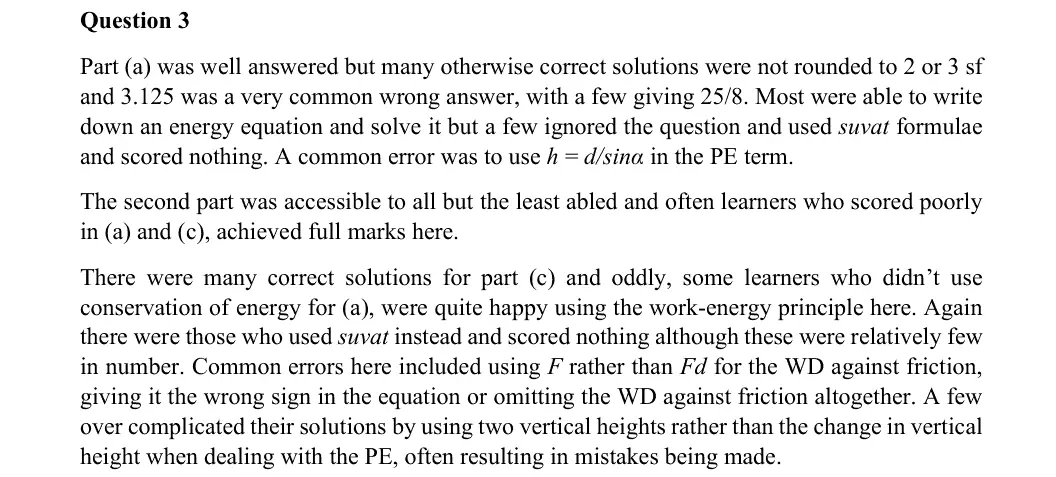 Question 3
Part (a) was well answered but many otherwise correct solutions were not rounded to 2 or 3 sf
and 3.125 was a very common wrong answer, with a few giving 25/8. Most were able to write
down an energy equation and solve it but a few ignored the question and used suvat formulae
and scored nothing. A common error was to use h = d/sinα in the PE term.
The second part was accessible to all but the least abled and often learners who scored poorly
in (a) and (c), achieved full marks here.
There were many correct solutions for part (c) and oddly, some learners who didn’t use
conservation of energy for (a), were quite happy using the work-energy principle here. Again
there were those who used suvat instead and scored nothing although these were relatively few
in number. Common errors here included using F rather than Fd for the WD against friction,
giving it the wrong sign in the equation or omitting the WD against friction altogether. A few
over complicated their solutions by using two vertical heights rather than the change in vertical
height when dealing with the PE, often resulting in mistakes being made.